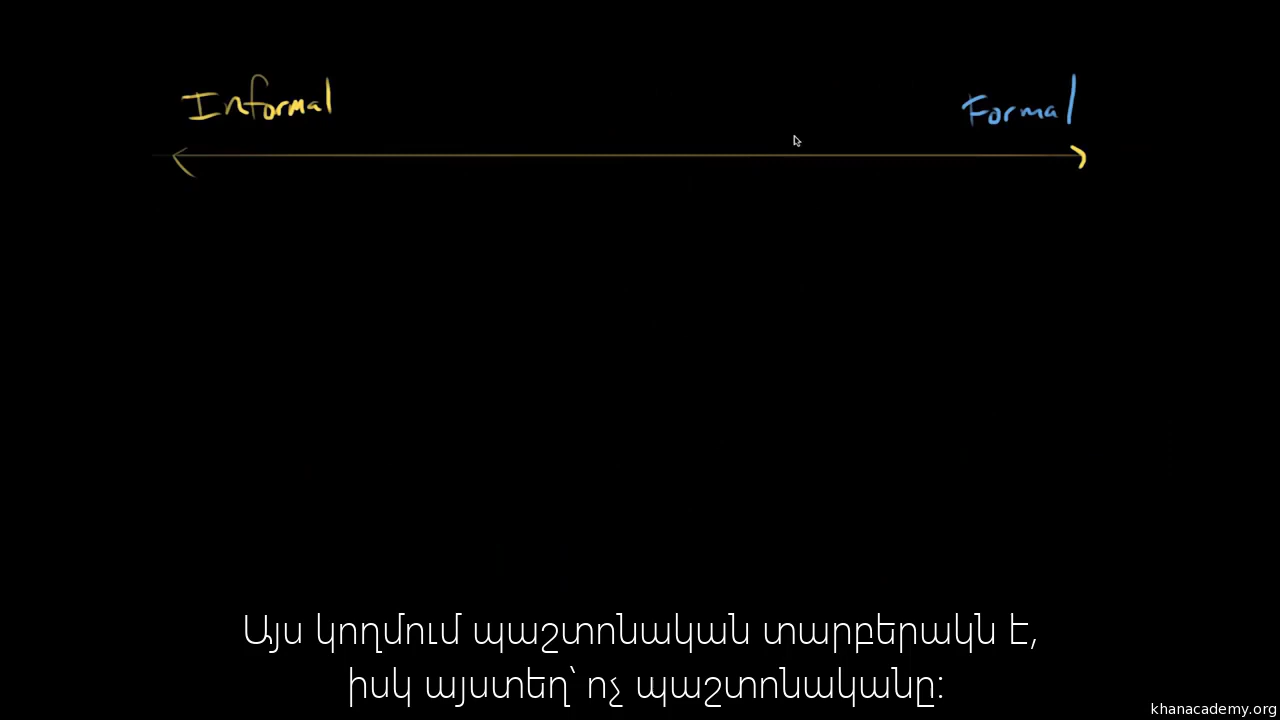 Informal
Formal
Այս կողմում պաշտոնական տարբերակն է,
իսկ այստեղ՝ ոչ պաշտոնականը։
khanacademy.org